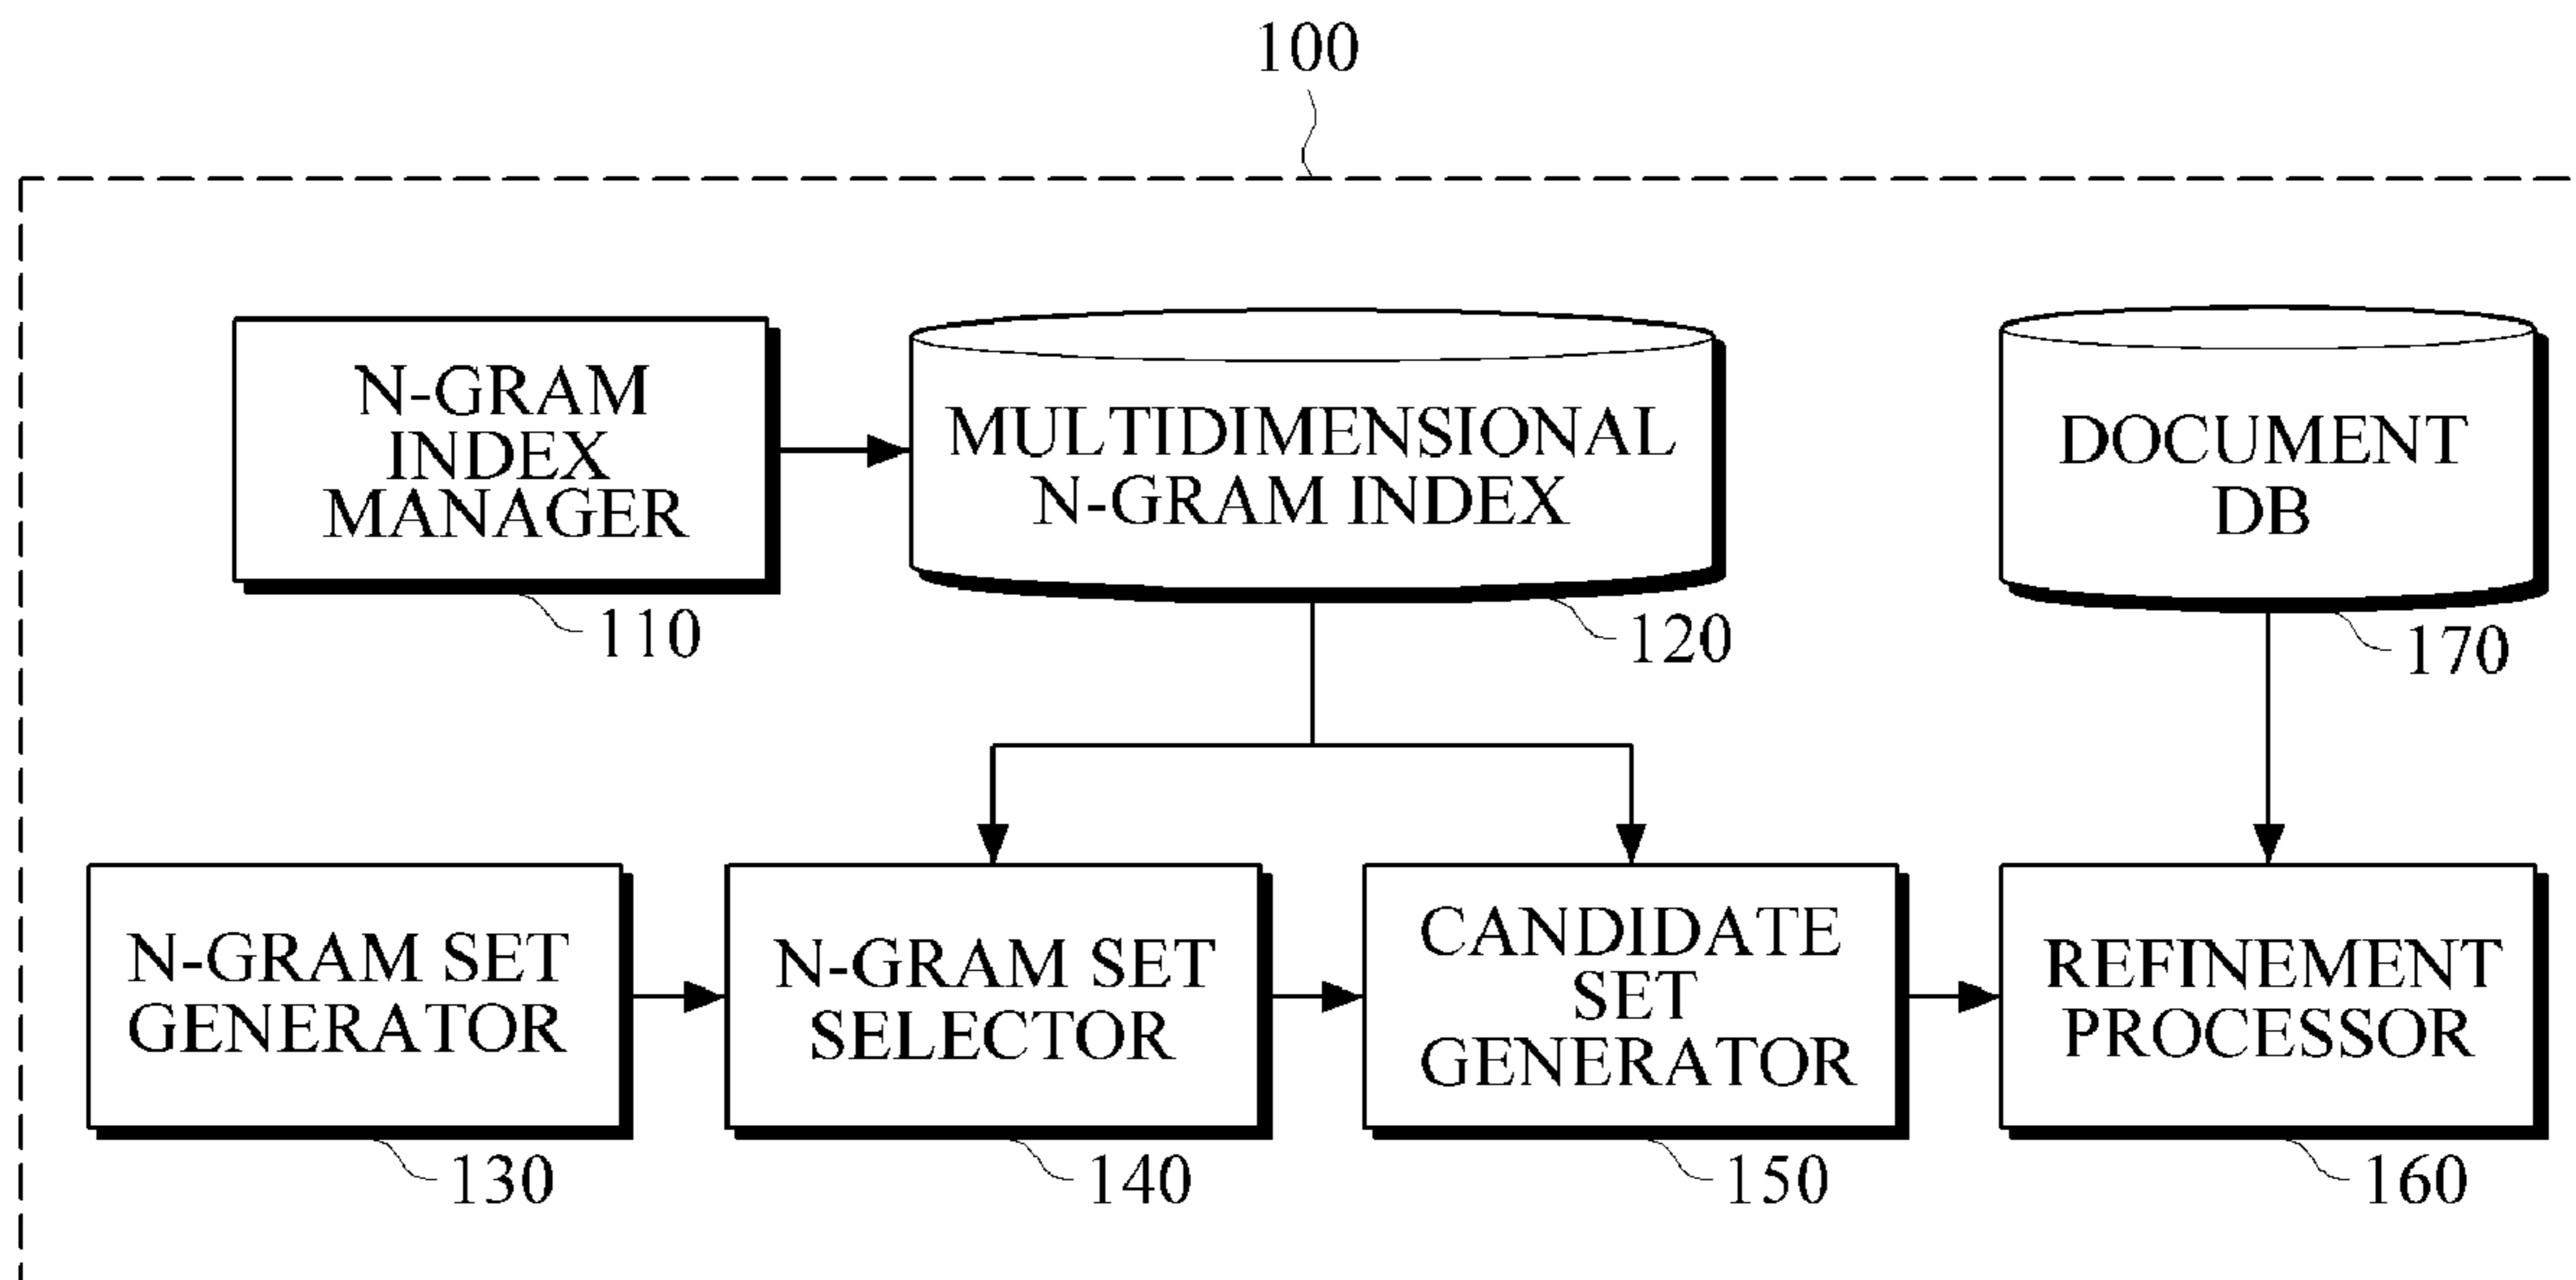 100
N-GRAM
INDEX
MANAGER
110
MULTIDIMENSIONAL
N-GRAM INDEX
120
DOCUMENT
DB
170
N-GRAM SET
GENERATOR
130
N-GRAM SET
SELECTOR
140
CANDIDATE
SET
GENERATOR
150
REFINEMENT
PROCESSOR
160